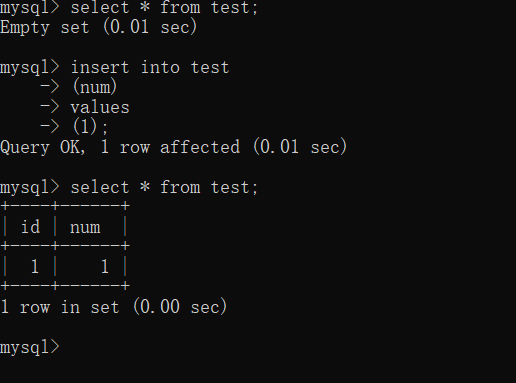 mysql> select * from test;
Empty set (0.01 sec)
mysql> insert into test
-> (num)
-> values
-> (1);
Query OK, 1 row affected (0.01 sec)
mysql> select * from test;
+----+------+
| id | num  |
+----+------+
|  1 |    1 |
+----+------+
1 row in set (0.00 sec)
mysql>